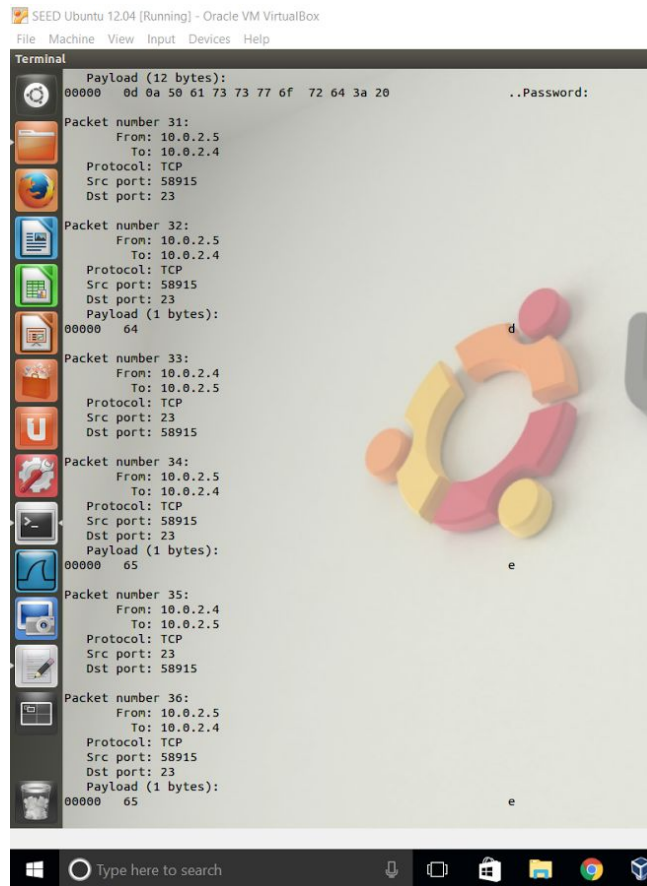 SEED Ubuntu 12.04 [Running] - Oracle VM VirtualBox
File Machine View Input Devices Help
Terminal
Payload (12 bytes):
00000 0d 0a 50 61 73 73 77 6f 72 64 3a 20 ..Password:
Packet number 31:
From: 10.0.2.5
To: 10.0.2.4
Protocol: TCP
Src port: 58915
Dst port: 23
Packet number 32:
From: 10.0.2.5
To: 10.0.2.4
Protocol: TCP
Src port: 58915
Dst port: 23
Payload (1 bytes):
00000 64 d
Packet number 33:
From: 10.0.2.4
To: 10.0.2.5
Protocol: TCP
Src port: 23
Dst port: 58915
Packet number 34:
From: 10.0.2.5
To: 10.0.2.4
Protocol: TCP
Src port: 58915
Dst port: 23
Payload (1 bytes):
00000 65 e
Packet number 35:
From: 10.0.2.4
To: 10.0.2.5
Protocol: TCP
Src port: 23
Dst port: 58915
Packet number 36:
From: 10.0.2.5
To: 10.0.2.4
Protocol: TCP
Src port: 58915
Dst port: 23
Payload (1 bytes):
00000 65 e
Type here to search